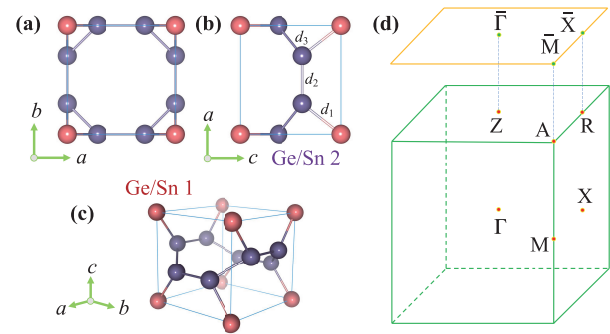 (a)
b
a
(b)
d₃
d₂
d₁
a
c
Ge/Sn 2
Ge/Sn 1
(c)
c
a
b
(d)
Γ̄
X̄
M̄
Z
A
R
Γ
X
M